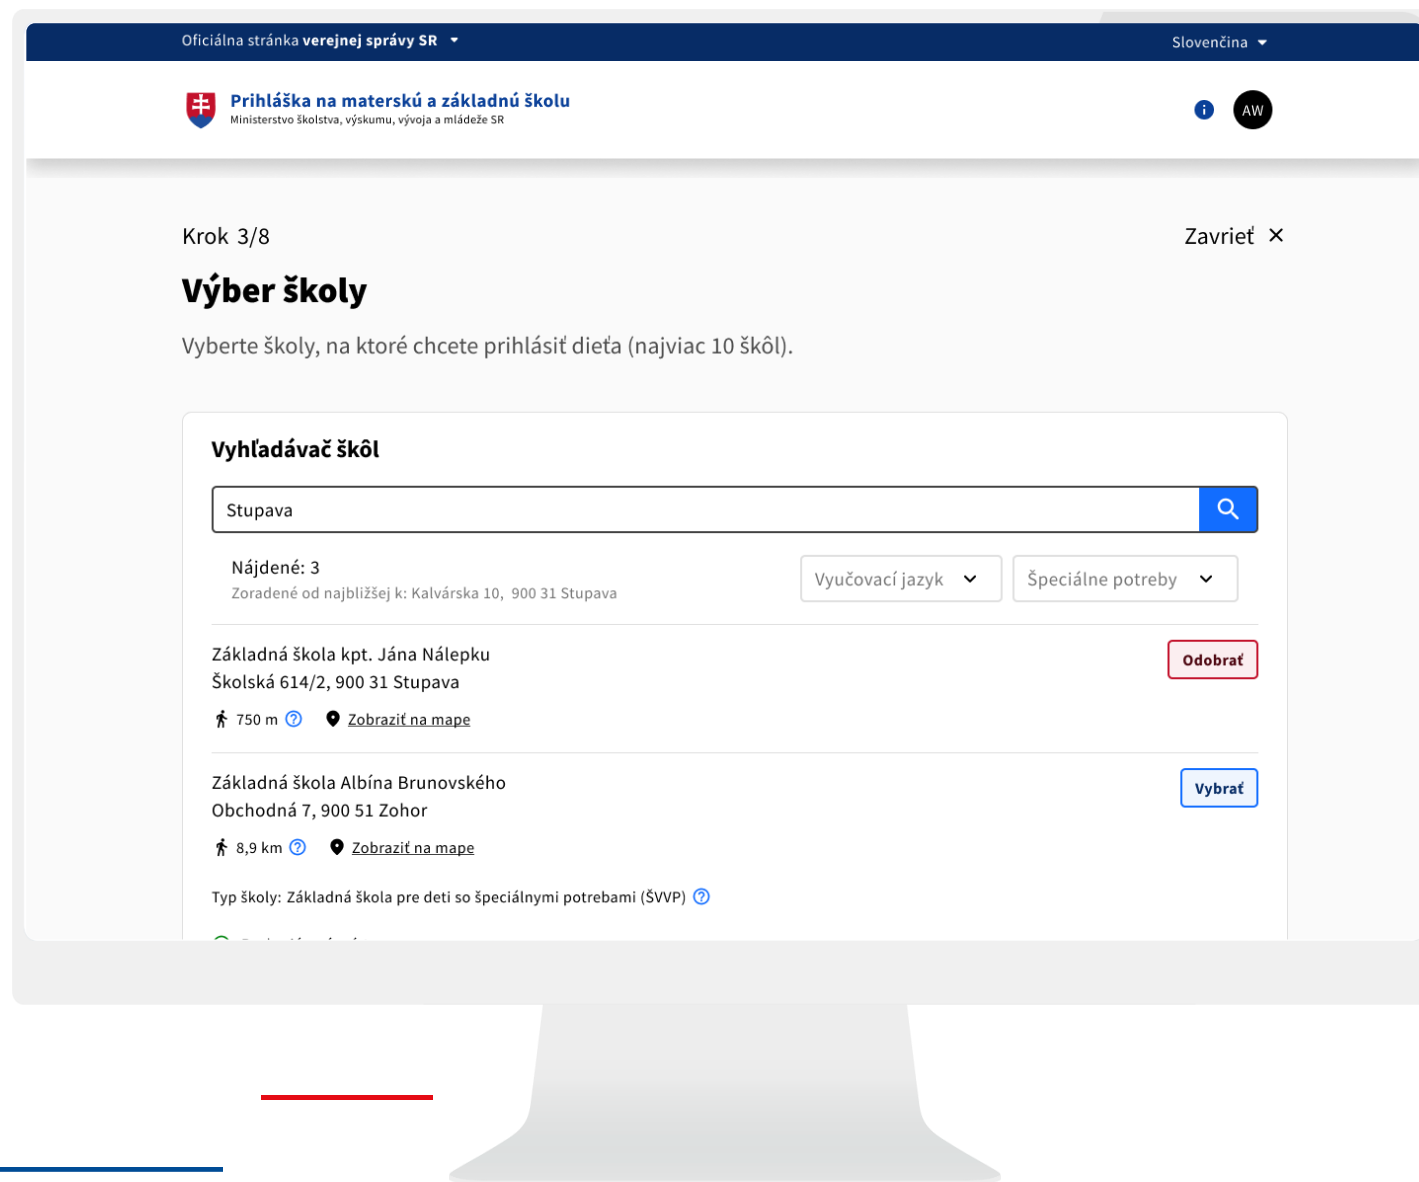 Oficiálna stránka verejnej správy SR
Slovenčina
Prihláška na materskú a základnú školu
Ministerstvo školstva, výskumu, vývoja a mládeže SR
AW
Krok 3/8
Zavrieť
Výber školy
Vyberte školy, na ktoré chcete prihlásiť dieťa (najviac 10 škôl).
Vyhľadávač škôl
Stupava
Nájdené: 3
Zoradené od najbližšej k: Kalvárska 10, 900 31 Stupava
Vyučovací jazyk
Špeciálne potreby
Základná škola kpt. Jána Nálepku
Odobrať
Školská 614/2, 900 31 Stupava
750 m
Zobraziť na mape
Základná škola Albína Brunovského
Vybrať
Obchodná 7, 900 51 Zohor
8,9 km
Zobraziť na mape
Typ školy: Základná škola pre deti so špeciálnymi potrebami (ŠVVP)